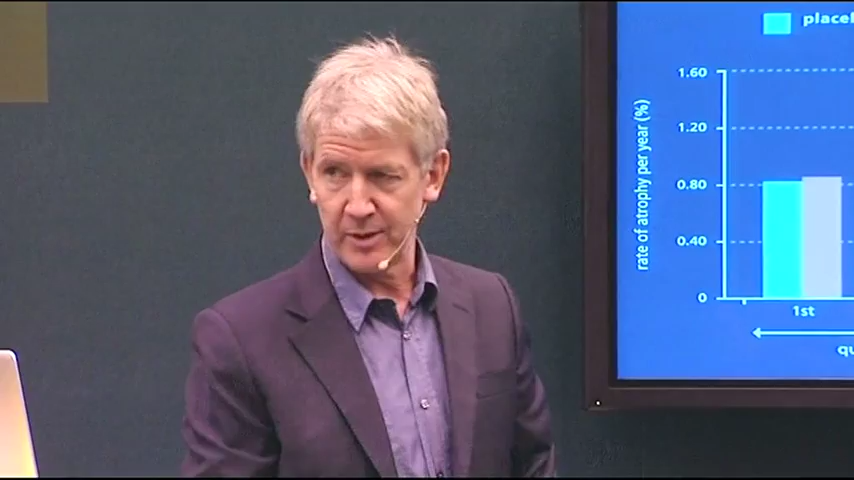 1.60
1.20
0.80
0.40
0
rate of atrophy per year (%)
1st